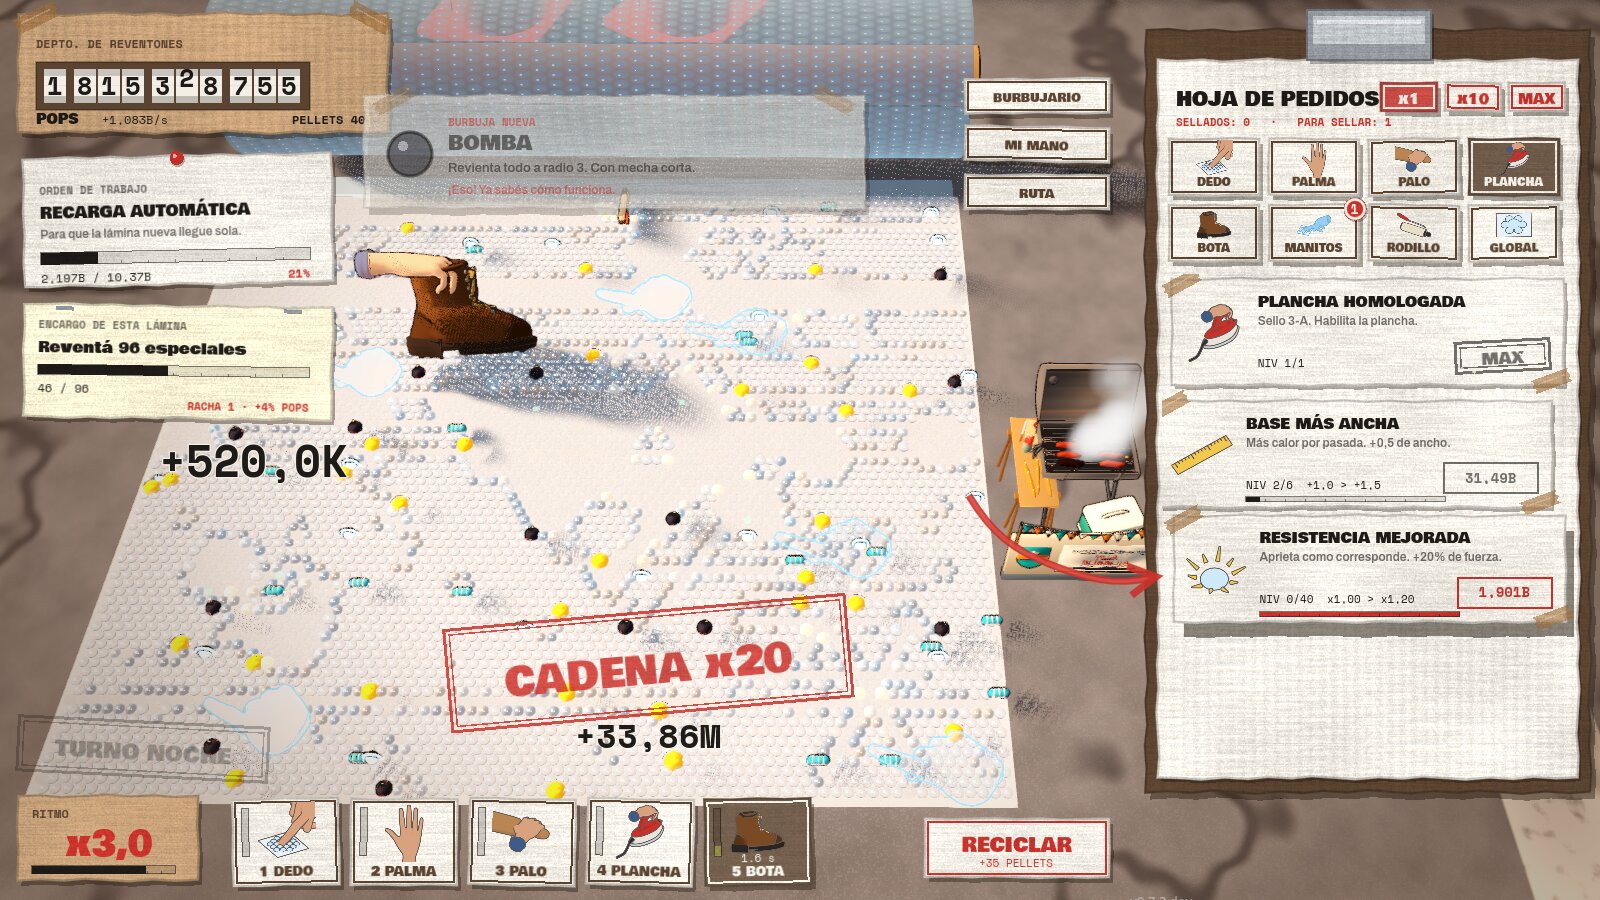 DEPTO. DE REVENTONES
1 815 328 755
POPS +1,083B/s PELLETS 40
ORDEN DE TRABAJO
RECARGA AUTOMÁTICA
Para que la lámina nueva llegue sola.
2,197B / 10,37B 21%
ENCARGO DE ESTA LÁMINA
Reventá 96 especiales
46 / 96
RACHA 1 · +4% POPS
BURBUJA NUEVA
BOMBA
Revienta todo a radio 3. Con mecha corta.
¡Eso! Ya sabés cómo funciona.
BURBUJARIO
MI MANO
RUTA
+520,0K
CADENA x20
+33,86M
TURNO NOCHE
RITMO
x3,0
1 DEDO
2 PALMA
3 PALO
4 PLANCHA
1.6 s
5 BOTA
RECICLAR
+35 PELLETS
HOJA DE PEDIDOS x1 x10 MAX
SELLADOS: 0 · PARA SELLAR: 1
DEDO PALMA PALO PLANCHA
1
BOTA MANITOS RODILLO GLOBAL
PLANCHA HOMOLOGADA
Sello 3-A. Habilita la plancha.
NIV 1/1 MAX
BASE MÁS ANCHA
Más calor por pasada. +0,5 de ancho.
NIV 2/6 +1,0 > +1,5 31,49B
RESISTENCIA MEJORADA
Aprieta como corresponde. +20% de fuerza.
NIV 0/40 x1,00 > x1,20 1,901B